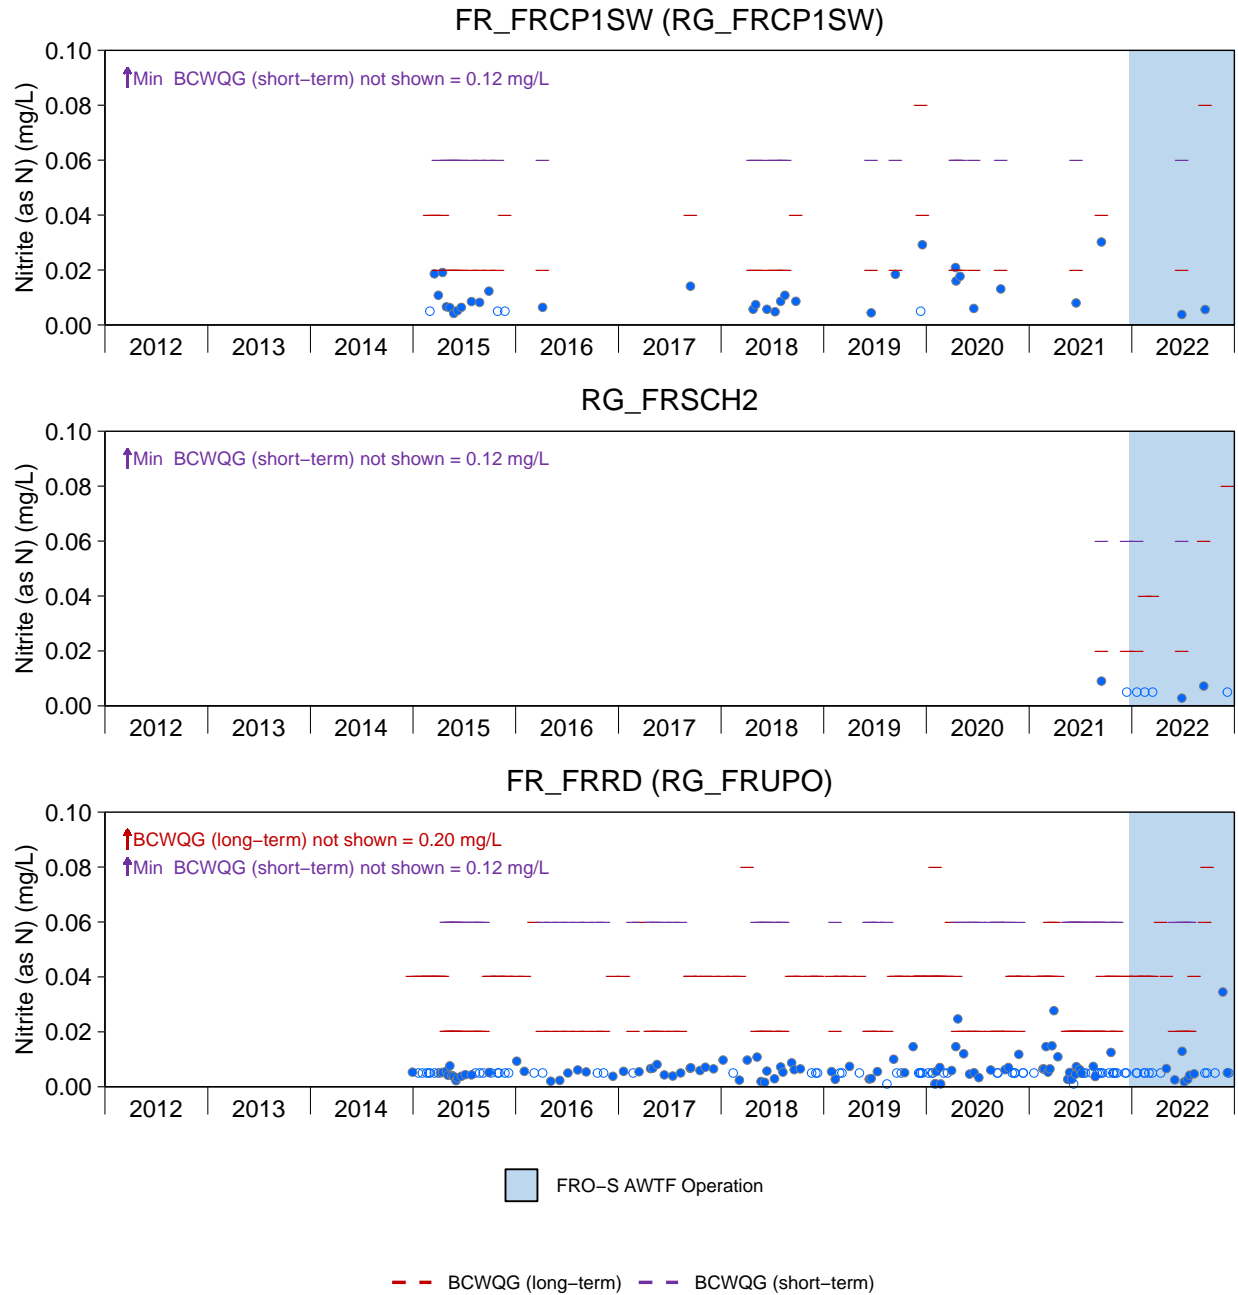 FR_FRCP1SW (RG_FRCP1SW)
Nitrite (as N) (mg/L)
0.10
0.08
0.06
0.04
0.02
0.00
↑Min BCWQG (short−term) not shown = 0.12 mg/L
2012 2013 2014 2015 2016 2017 2018 2019 2020 2021 2022
RG_FRSCH2
Nitrite (as N) (mg/L)
0.10
0.08
0.06
0.04
0.02
0.00
↑Min BCWQG (short−term) not shown = 0.12 mg/L
2012 2013 2014 2015 2016 2017 2018 2019 2020 2021 2022
FR_FRRD (RG_FRUPO)
Nitrite (as N) (mg/L)
0.10
0.08
0.06
0.04
0.02
0.00
↑BCWQG (long−term) not shown = 0.20 mg/L
↑Min BCWQG (short−term) not shown = 0.12 mg/L
2012 2013 2014 2015 2016 2017 2018 2019 2020 2021 2022
FRO−S AWTF Operation
BCWQG (long−term) BCWQG (short−term)